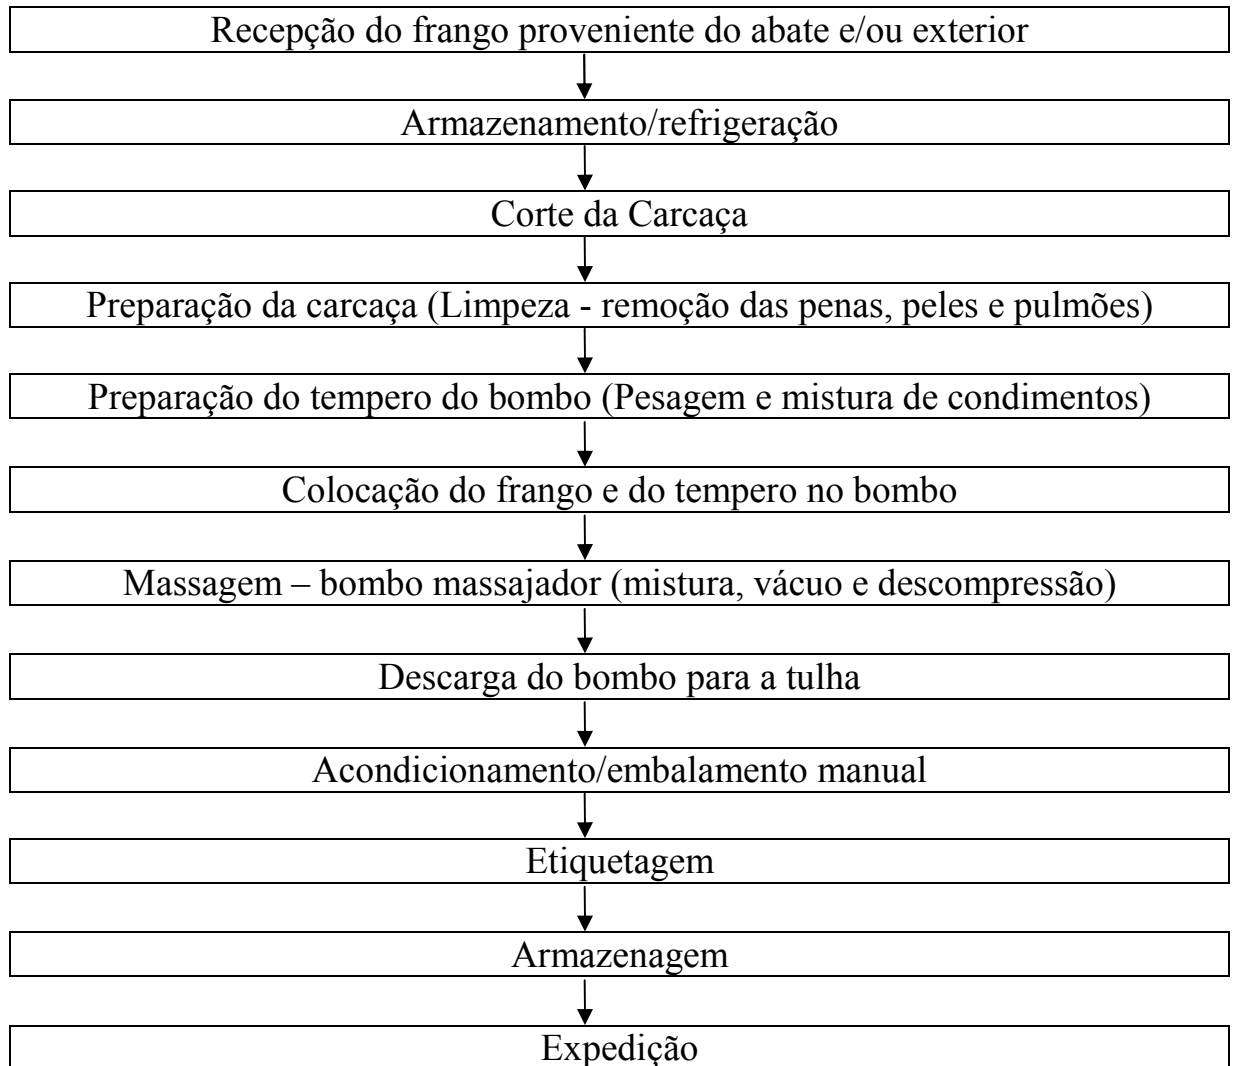 Recepção do frango proveniente do abate e/ou exterior
Armazenamento/refrigeração
Corte da Carcaça
Preparação da carcaça (Limpeza - remoção das penas, peles e pulmões)
Preparação do tempero do bombo (Pesagem e mistura de condimentos)
Colocação do frango e do tempero no bombo
Massagem – bombo massajador (mistura, vácuo e descompressão)
Descarga do bombo para a tulha
Acondicionamento/embalamento manual
Etiquetagem
Armazenagem
Expedição